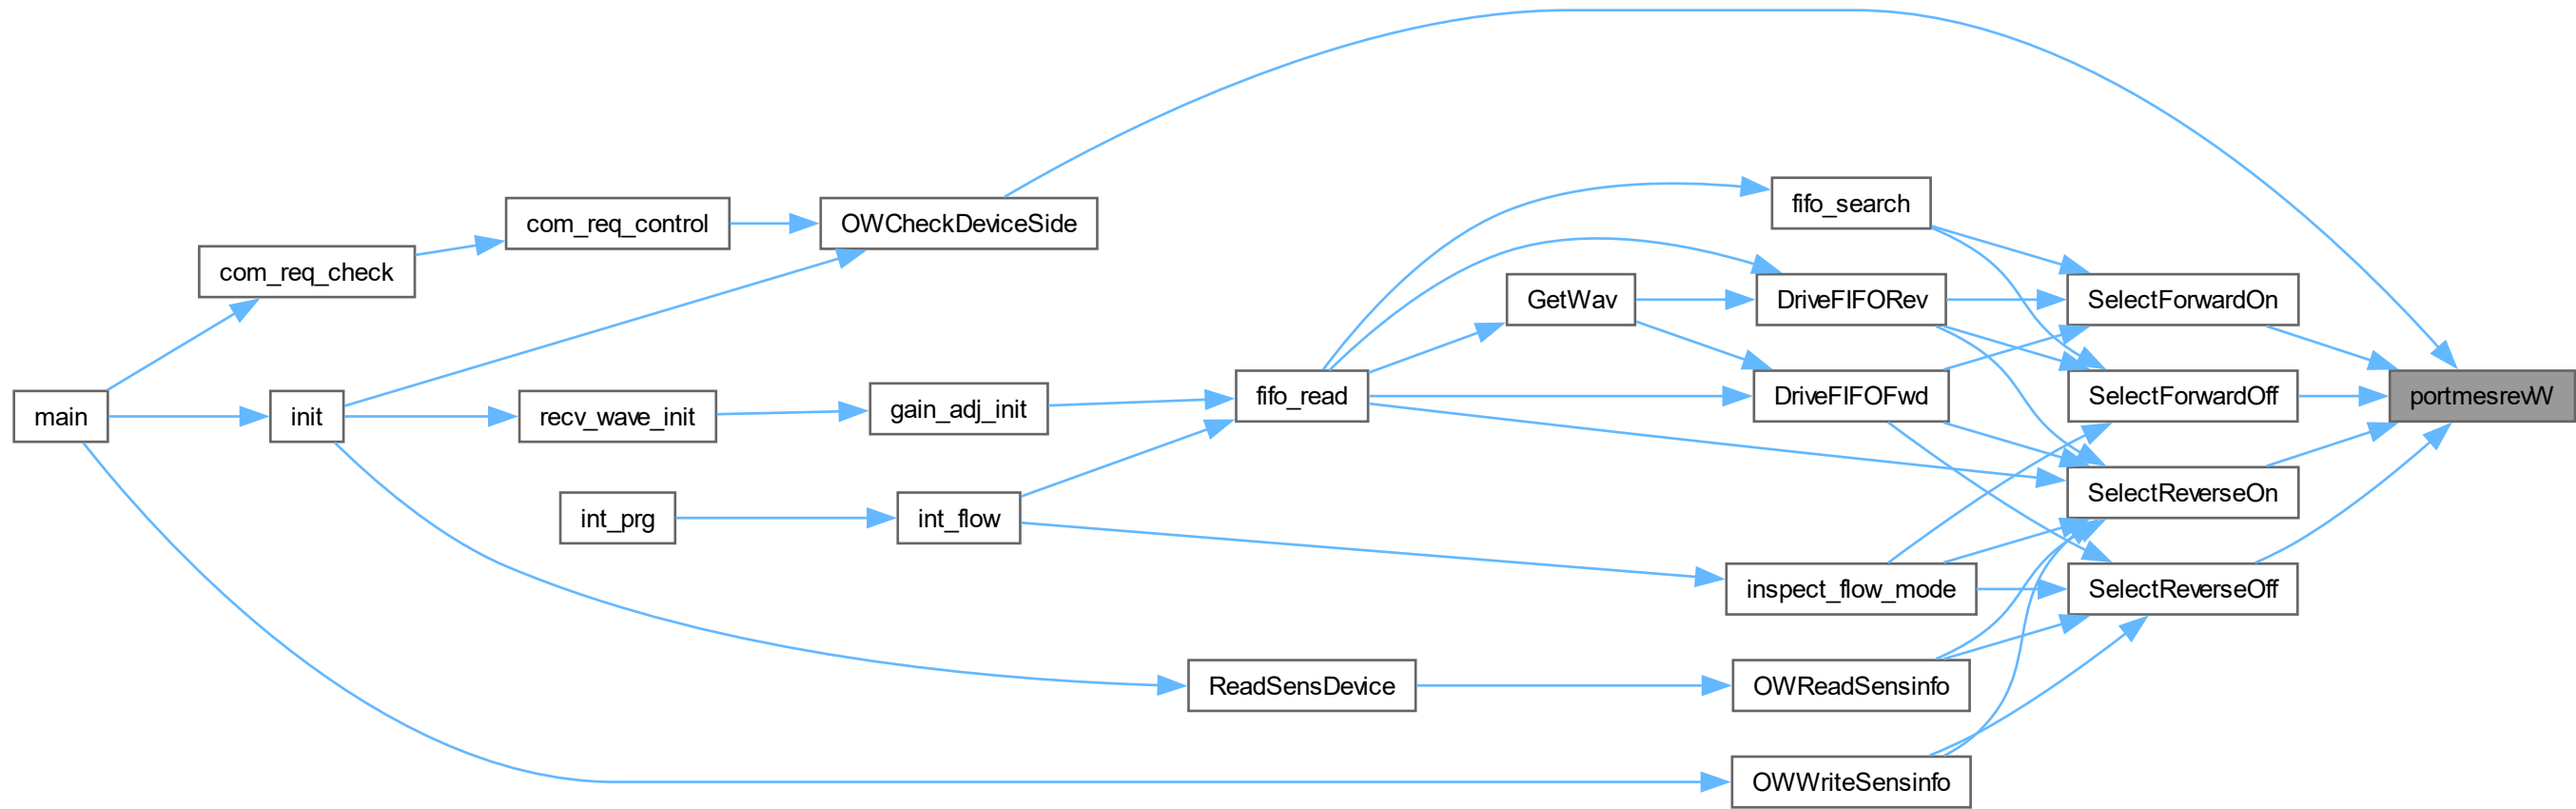 main
com_req_check
init
com_req_control
recv_wave_init
int_prg
OWCheckDeviceSide
gain_adj_init
int_flow
ReadSensDevice
fifo_read
GetWav
fifo_search
DriveFIFORev
DriveFIFOFwd
inspect_flow_mode
OWReadSensinfo
OWWriteSensinfo
SelectForwardOn
SelectForwardOff
SelectReverseOn
SelectReverseOff
portmesrevW